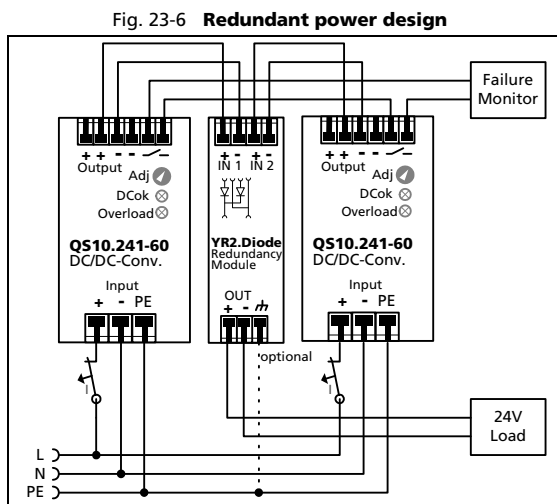 Fig. 23-6 Redundant power design
Failure
Monitor
+ + - -
Output
Adj
DCok
Overload
QS10.241-60
DC/DC-Conv.
Input
+ - PE
+ - + -
IN 1 IN 2
YR2.Diode
Redundancy
Module
OUT
+ -
optional
+ + - -
Output
Adj
DCok
Overload
QS10.241-60
DC/DC-Conv.
Input
+ - PE
I
I
24V
Load
L
N
PE